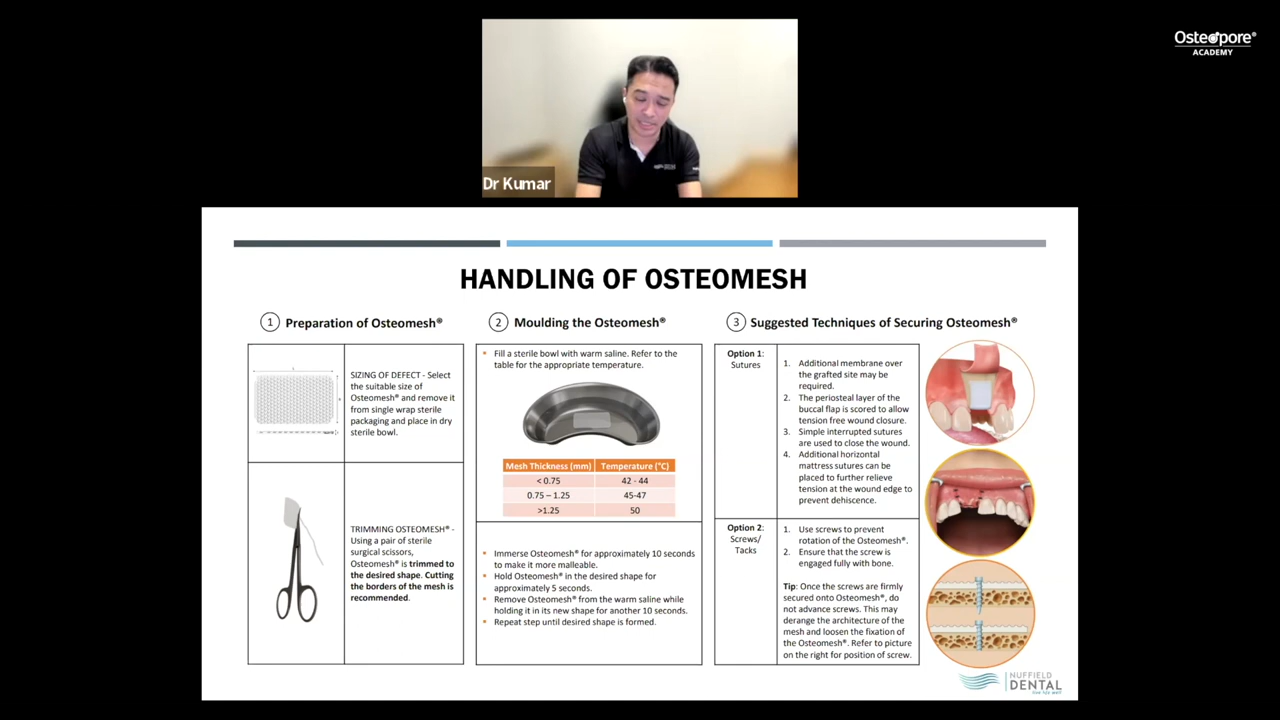 Osteopore®
ACADEMY
Dr Kumar
HANDLING OF OSTEOMESH
1 Preparation of Osteomesh®
SIZING OF DEFECT - Select
the suitable size of
Osteomesh® and remove it
from single wrap sterile
packaging and place in dry
sterile bowl.
TRIMMING OSTEOMESH® -
Using a pair of sterile
surgical scissors,
Osteomesh® is trimmed to
the desired shape. Cutting
the borders of the mesh is
recommended.
2 Moulding the Osteomesh®
Fill a sterile bowl with warm saline. Refer to the
table for the appropriate temperature.
Mesh Thickness (mm) Temperature (°C)
< 0.75 42 - 44
0.75 – 1.25 45-47
>1.25 50
Immerse Osteomesh® for approximately 10 seconds
to make it more malleable.
Hold Osteomesh® in the desired shape for
approximately 5 seconds.
Remove Osteomesh® from the warm saline while
holding it in its new shape for another 10 seconds.
Repeat step until desired shape is formed.
3 Suggested Techniques of Securing Osteomesh®
Option 1:
Sutures
1. Additional membrane over
the grafted site may be
required.
2. The periosteal layer of the
buccal flap is scored to allow
tension free wound closure.
3. Simple interrupted sutures
are used to close the wound.
4. Additional horizontal
mattress sutures can be
placed to further relieve
tension at the wound edge to
prevent dehiscence.
Option 2:
Screws/
Tacks
1. Use screws to prevent
rotation of the Osteomesh®.
2. Ensure that the screw is
engaged fully with bone.
Tip: Once the screws are firmly
secured onto Osteomesh®, do
not advance screws. This may
derange the architecture of the
mesh and loosen the fixation of
the Osteomesh®. Refer to picture
on the right for position of screw.
NUFFIELD
DENTAL